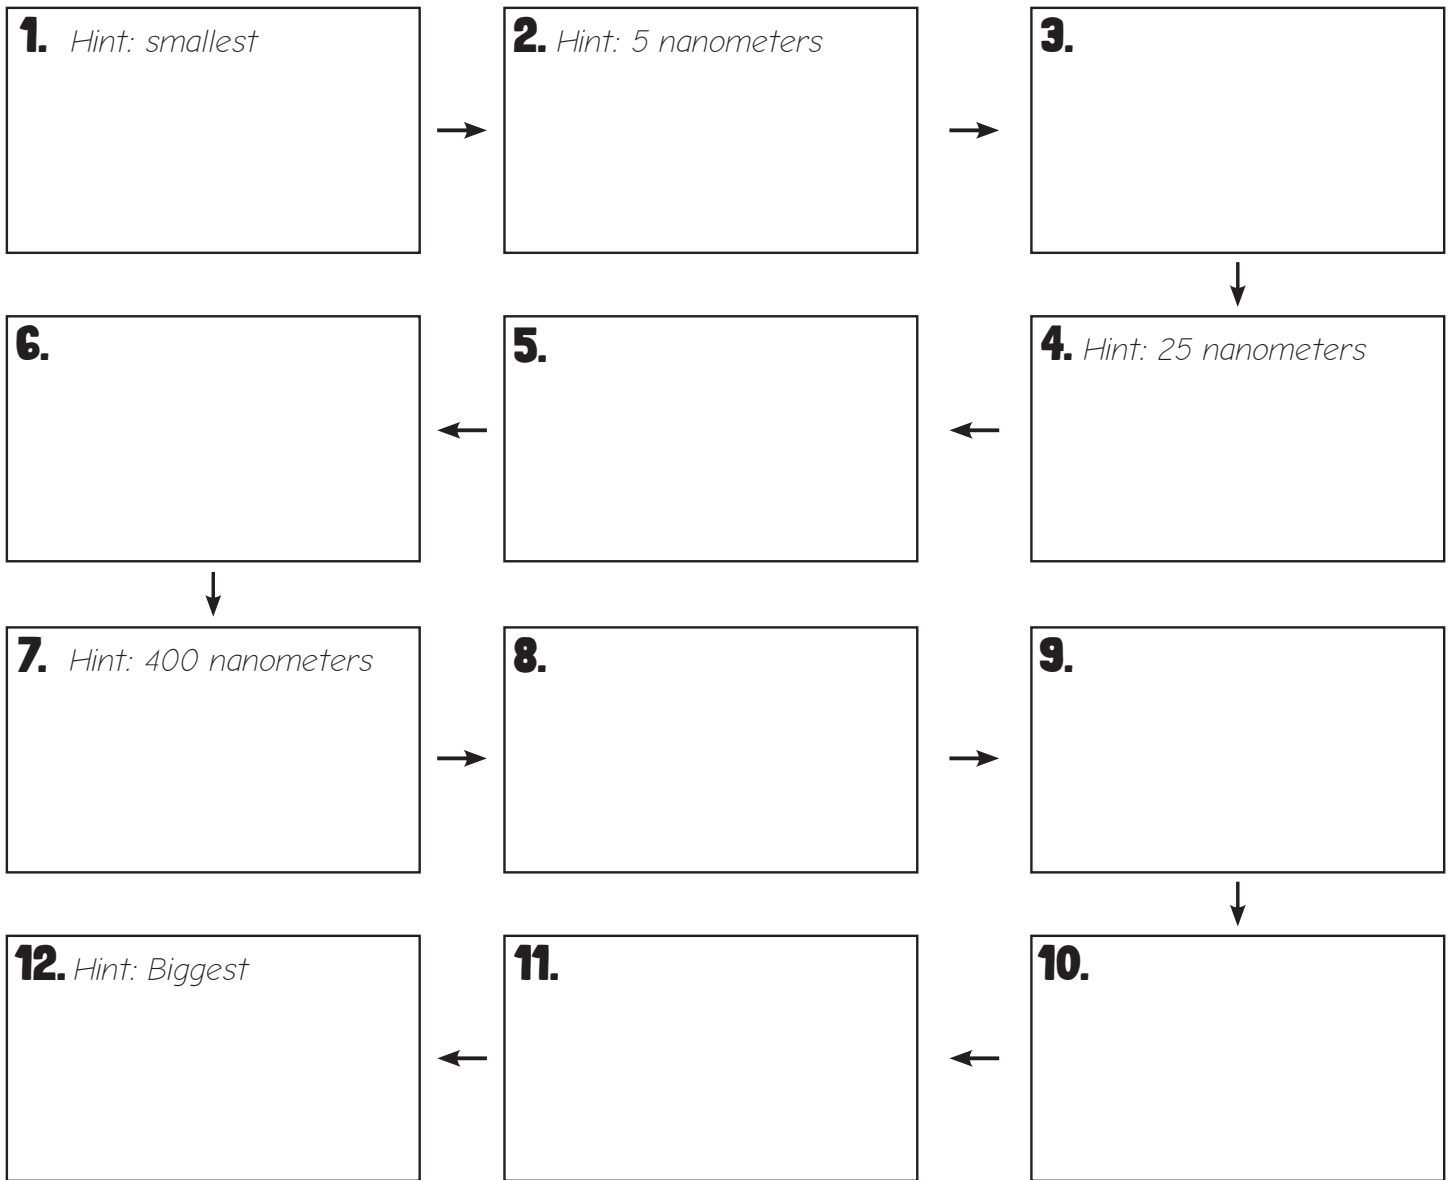 1. Hint: smallest
2. Hint: 5 nanometers
3.
4. Hint: 25 nanometers
5.
6.
7. Hint: 400 nanometers
8.
9.
10.
11.
12. Hint: Biggest